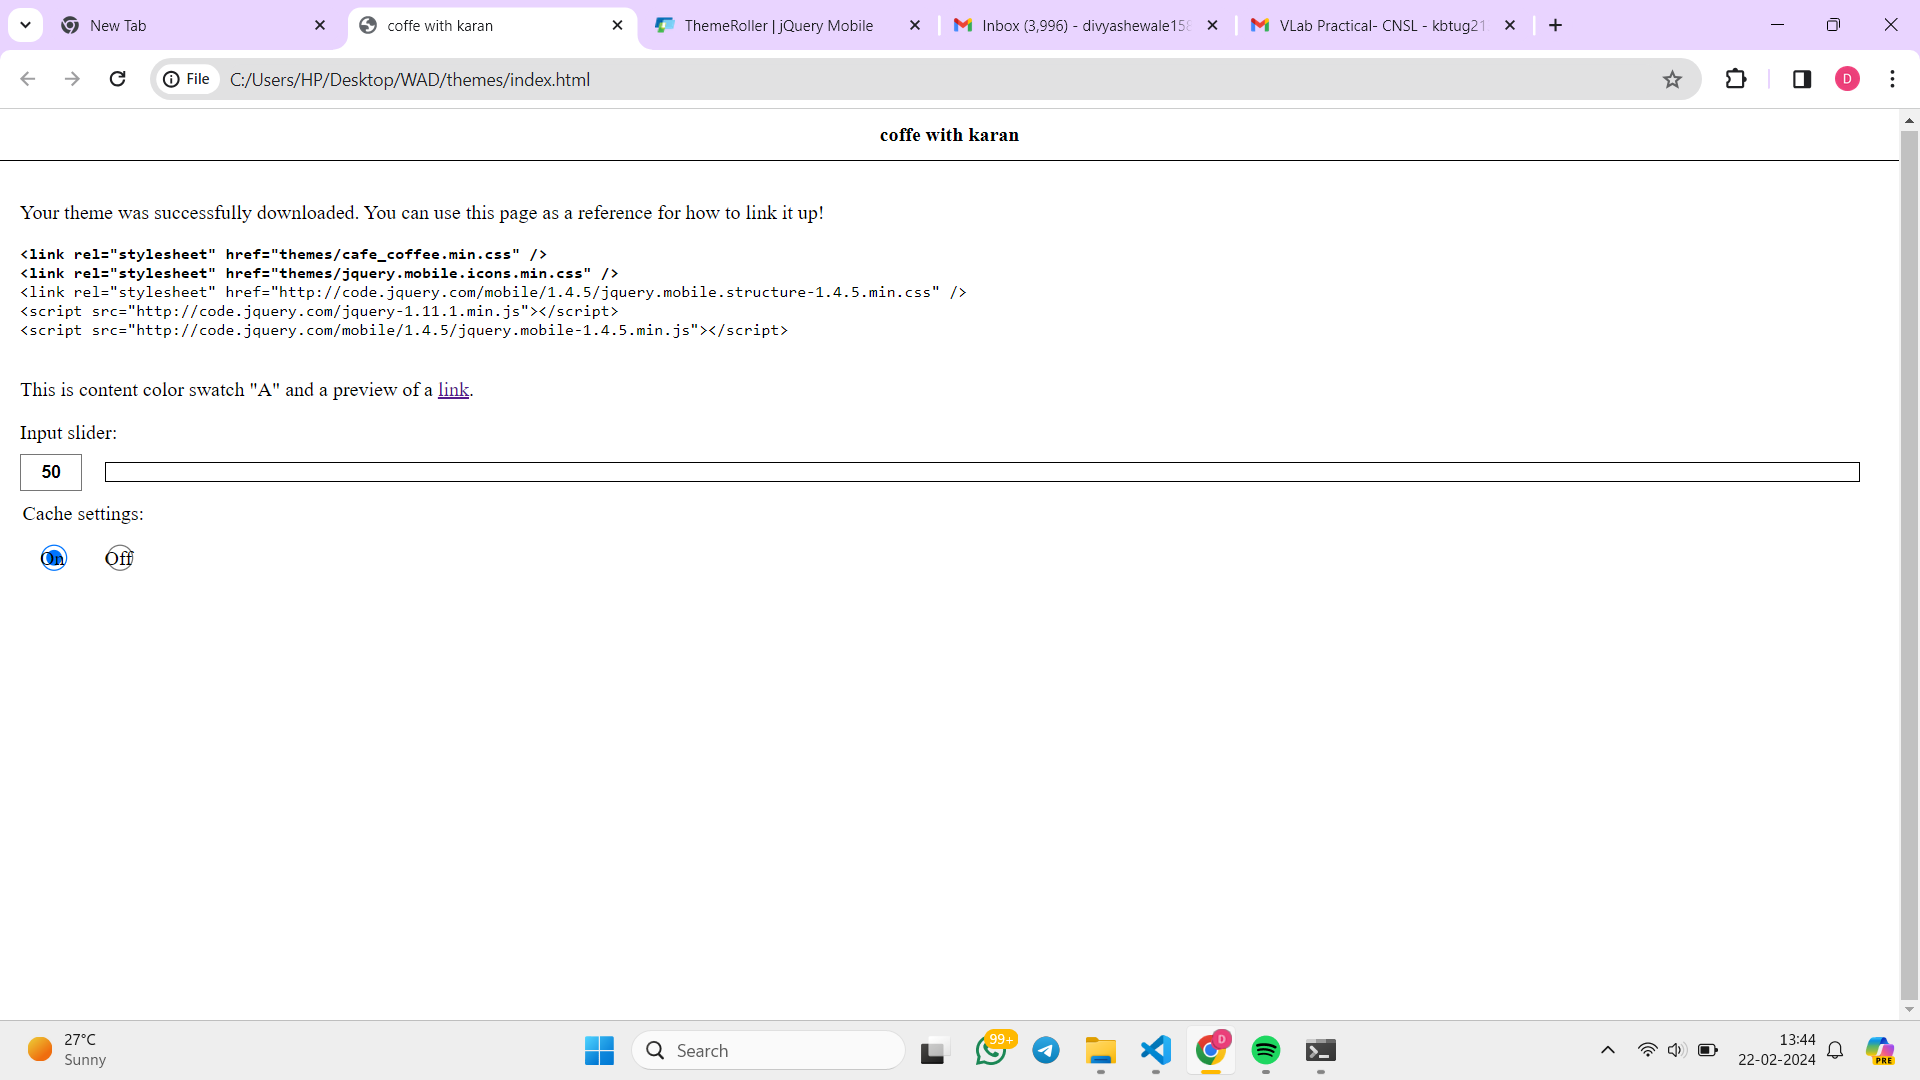 New Tab
coffe with karan
ThemeRoller | jQuery Mobile
Inbox (3,996) - divyashewale158
VLab Practical- CNSL - kbtug21
File
C:/Users/HP/Desktop/WAD/themes/index.html
D
coffe with karan
Your theme was successfully downloaded. You can use this page as a reference for how to link it up!
<link rel="stylesheet" href="themes/cafe_coffee.min.css" />
<link rel="stylesheet" href="themes/jquery.mobile.icons.min.css" />
<link rel="stylesheet" href="http://code.jquery.com/mobile/1.4.5/jquery.mobile.structure-1.4.5.min.css" />
<script src="http://code.jquery.com/jquery-1.11.1.min.js"></script>
<script src="http://code.jquery.com/mobile/1.4.5/jquery.mobile-1.4.5.min.js"></script>
This is content color swatch "A" and a preview of a link.
Input slider:
50
Cache settings:
On Off
27°C
Sunny
Search
99+
D
13:44
22-02-2024
PRE